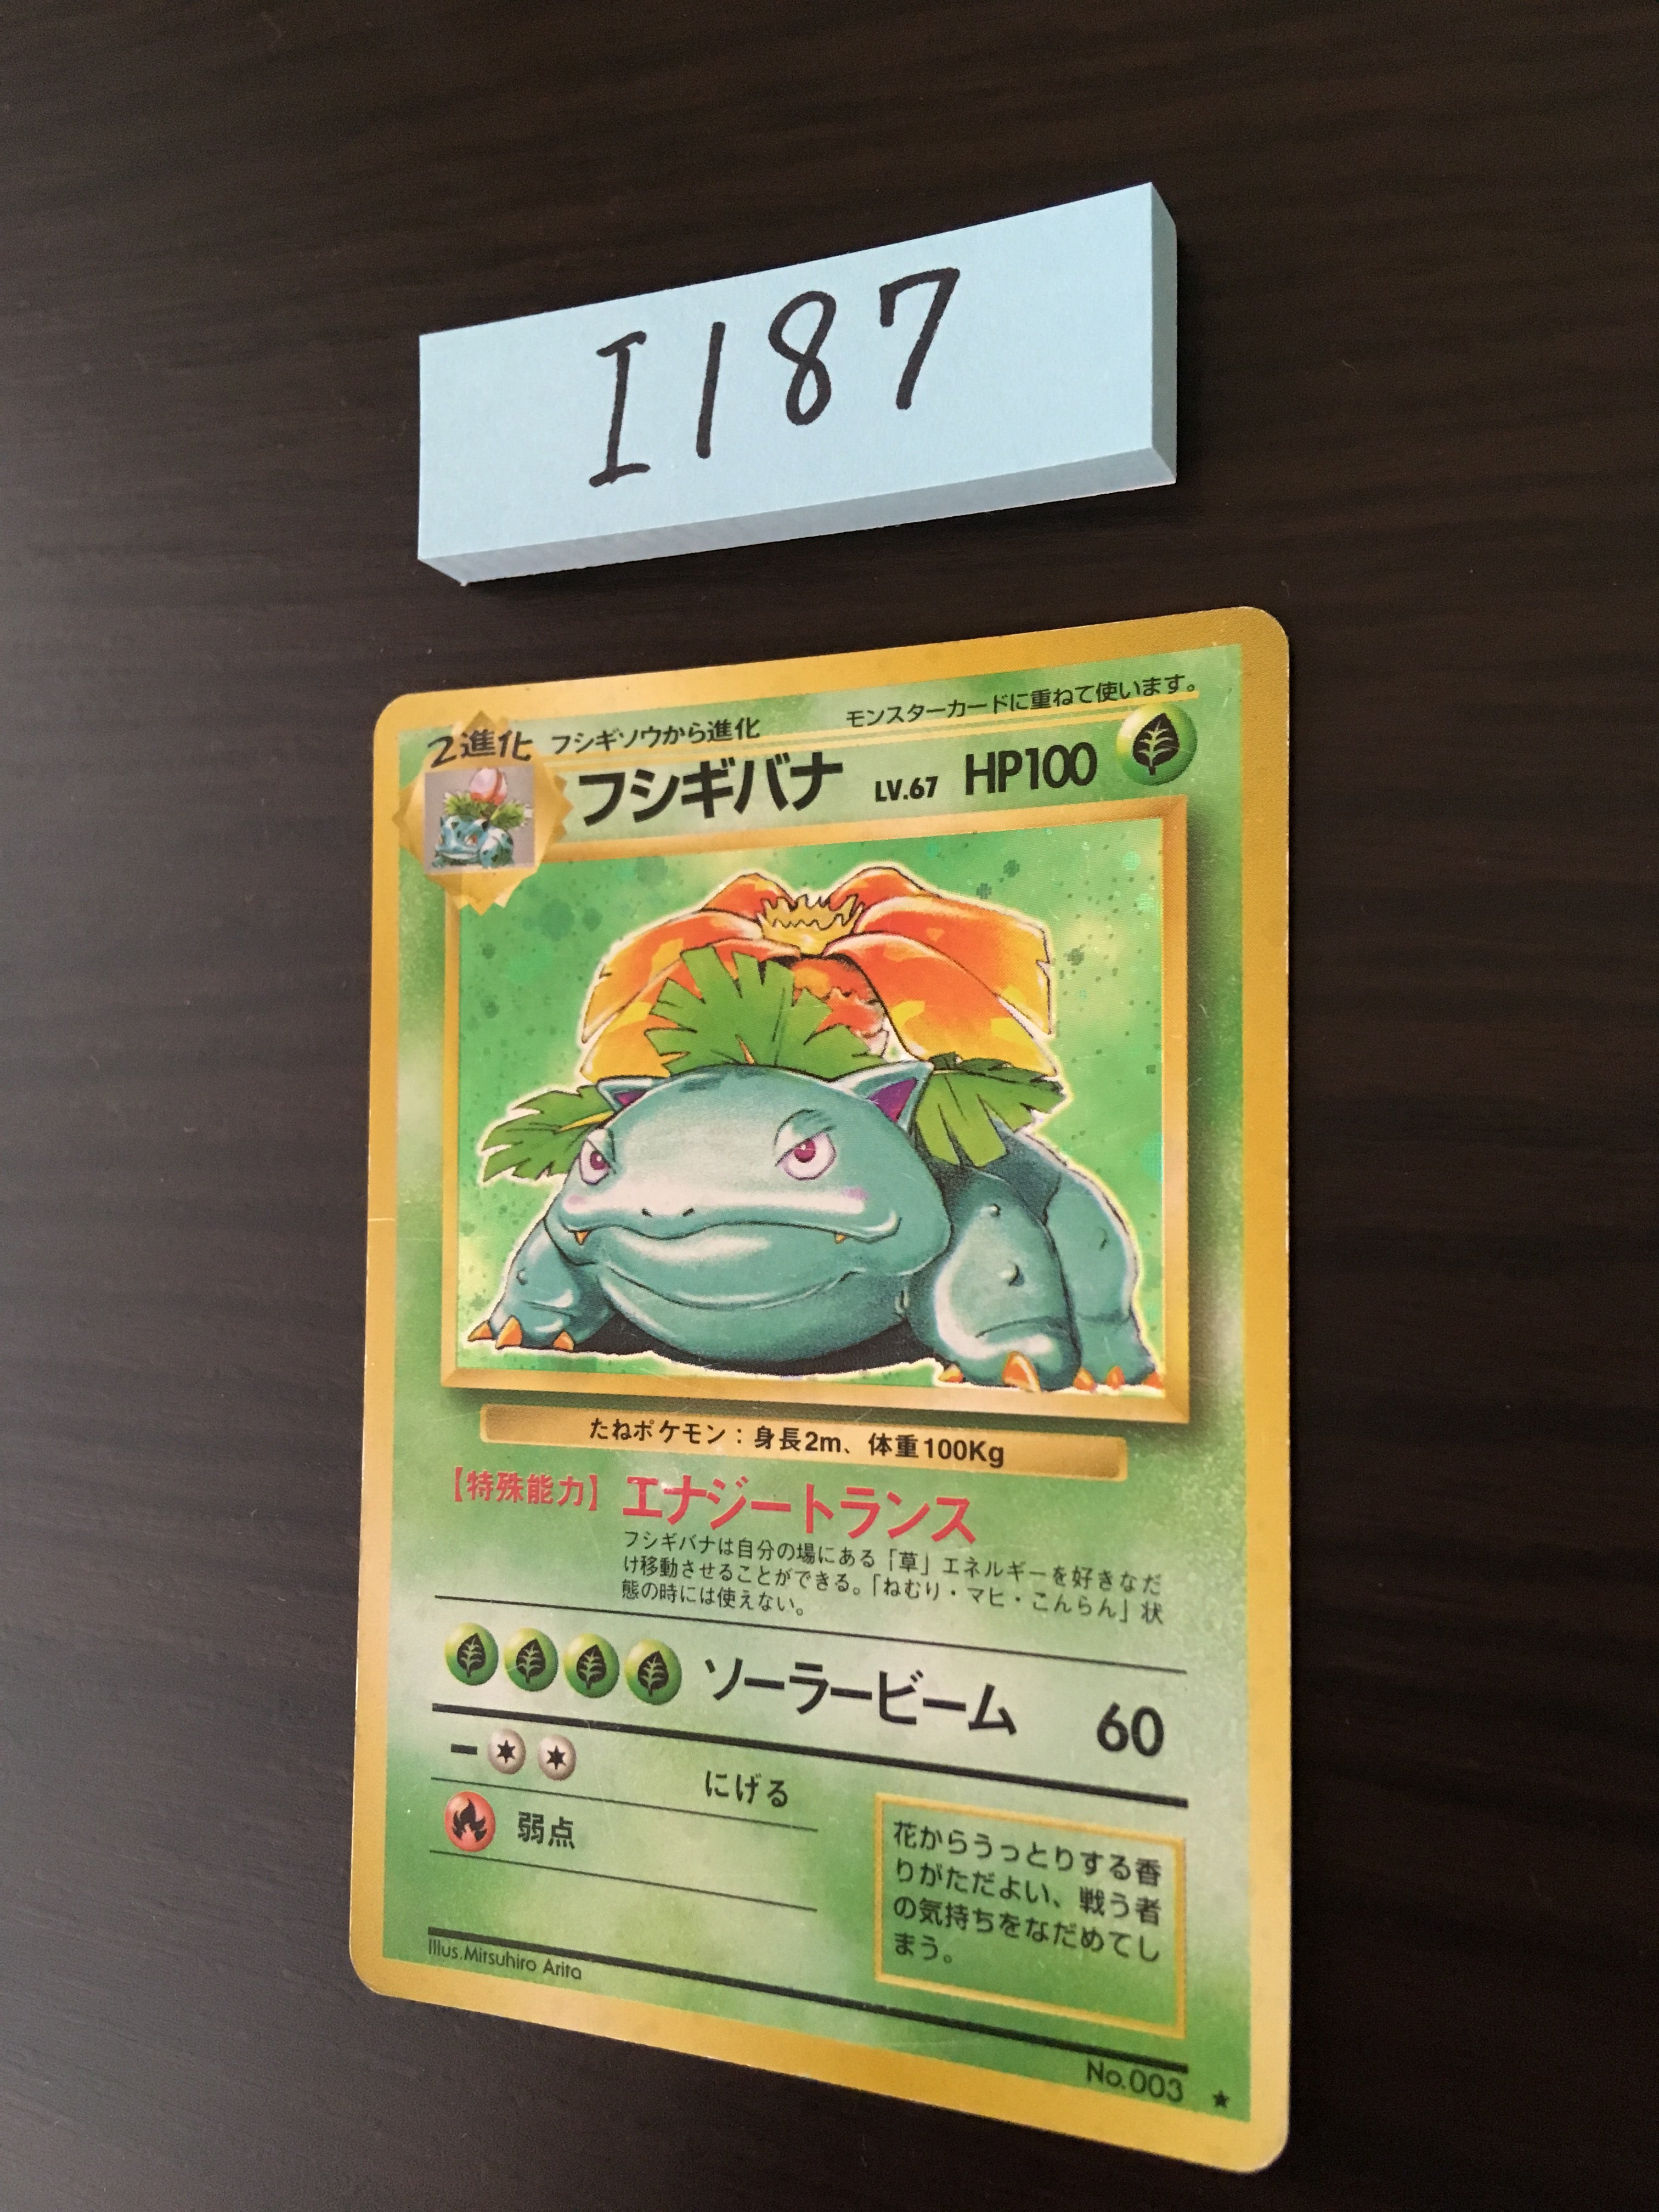 I187
モンスターカードに重ねて使います。
2進化 フシギソウから進化
フシギバナ LV.67 HP100
たねポケモン：身長2m、体重100Kg
【特殊能力】エナジートランス
フシギバナは自分の場にある「草」エネルギーを好きなだ
け移動させることができる。「ねむり・マヒ・こんらん」状
態の時には使えない。
ソーラービーム 60
− にげる
弱点
花からうっとりする香
りがただよい、戦う者
の気持ちをなだめてし
まう。
Illus.Mitsuhiro Arita
No.003 ★